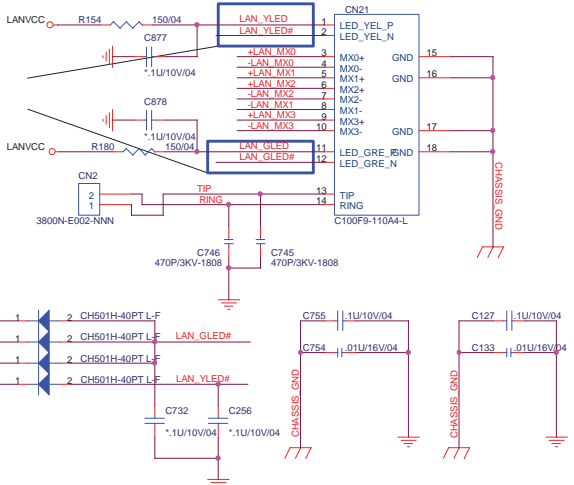 CN21
LANVCC R154 150/04 LAN_YLED 1 LED_YEL_P
LAN_YLED# 2 LED_YEL_N
C877
*.1U/10V/04
+LAN_MX0 3 MX0+ GND 15
-LAN_MX0 4 MX0-
+LAN_MX1 5 MX1+ GND 16
+LAN_MX2 6 MX2+
-LAN_MX2 7 MX2-
-LAN_MX1 8 MX1-
+LAN_MX3 9 MX3+
-LAN_MX3 10 MX3- GND 17
C878
*.1U/10V/04
LANVCC R180 150/04 LAN_GLED 11 LED_GRE_P GND 18
LAN_GLED# 12 LED_GRE_N
CN2
2 TIP 13 TIP
1 RING 14 RING
3800N-E002-NNN
C100F9-110A4-L
CHASSIS_GND
C746
470P/3KV-1808
C745
470P/3KV-1808
1 2 CH501H-40PT L-F
1 2 CH501H-40PT L-F LAN_GLED#
1 2 CH501H-40PT L-F
1 2 CH501H-40PT L-F LAN_YLED#
C732
*.1U/10V/04
C256
*.1U/10V/04
C755 .1U/10V/04
C754 .01U/16V/04
CHASSIS_GND
C127 .1U/10V/04
C133 .01U/16V/04
CHASSIS_GND